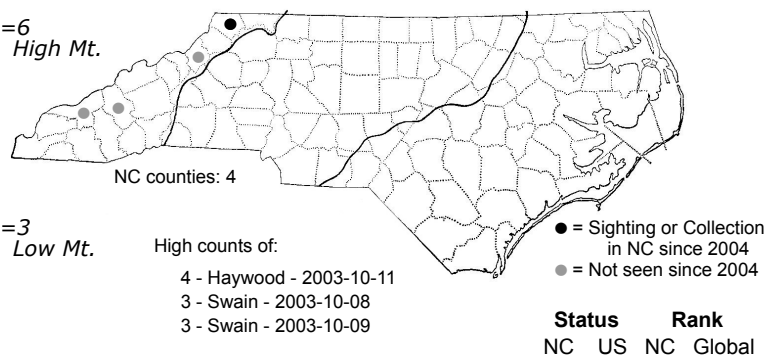 =6
High Mt.
NC counties: 4
=3
Low Mt.
High counts of:
4 - Haywood - 2003-10-11
3 - Swain - 2003-10-08
3 - Swain - 2003-10-09
● = Sighting or Collection
in NC since 2004
● = Not seen since 2004
Status Rank
NC US NC Global